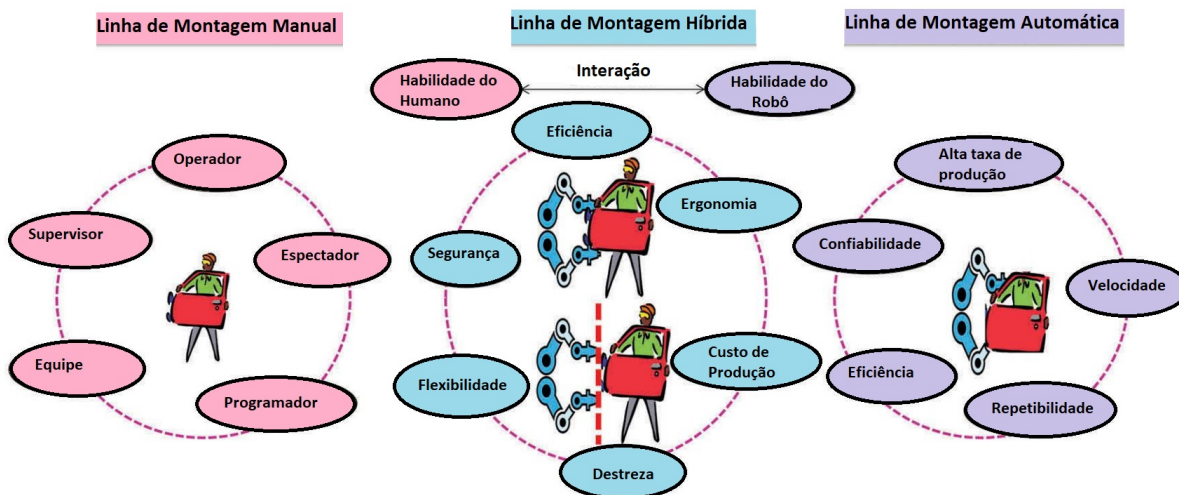 Linha de Montagem Manual
Linha de Montagem Híbrida
Linha de Montagem Automática
Habilidade do
Humano
Interação
Habilidade do
Robô
Operador
Supervisor
Espectador
Equipe
Programador
Eficiência
Ergonomia
Segurança
Flexibilidade
Custo de
Produção
Destreza
Alta taxa de
produção
Confiabilidade
Velocidade
Eficiência
Repetibilidade